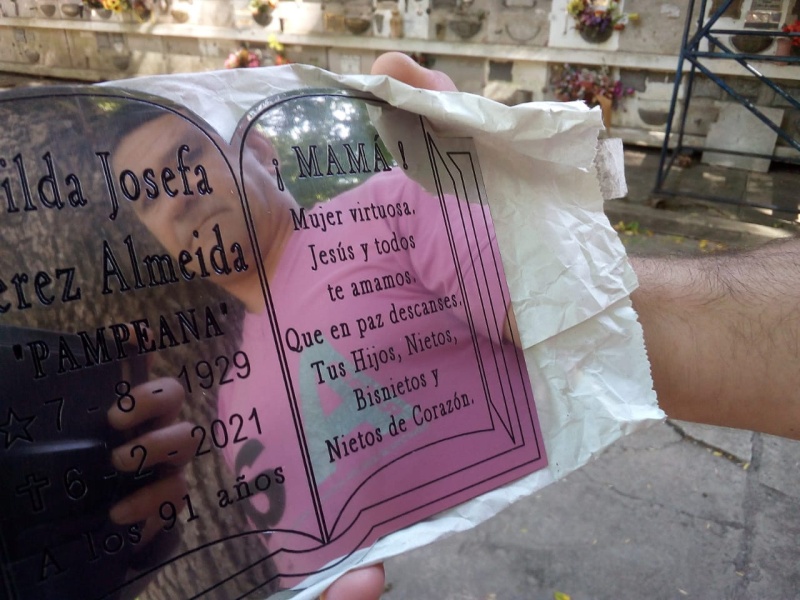 ilda Josefa
erez Almeida
"PAMPEANA"
☆ 7 - 8 - 1929
✝ 6 - 2 - 2021
A los 91 años
¡ MAMÁ !
Mujer virtuosa.
Jesús y todos
te amamos.
Que en paz descanses.
Tus Hijos, Nietos,
Bisnietos y
Nietos de Corazón.